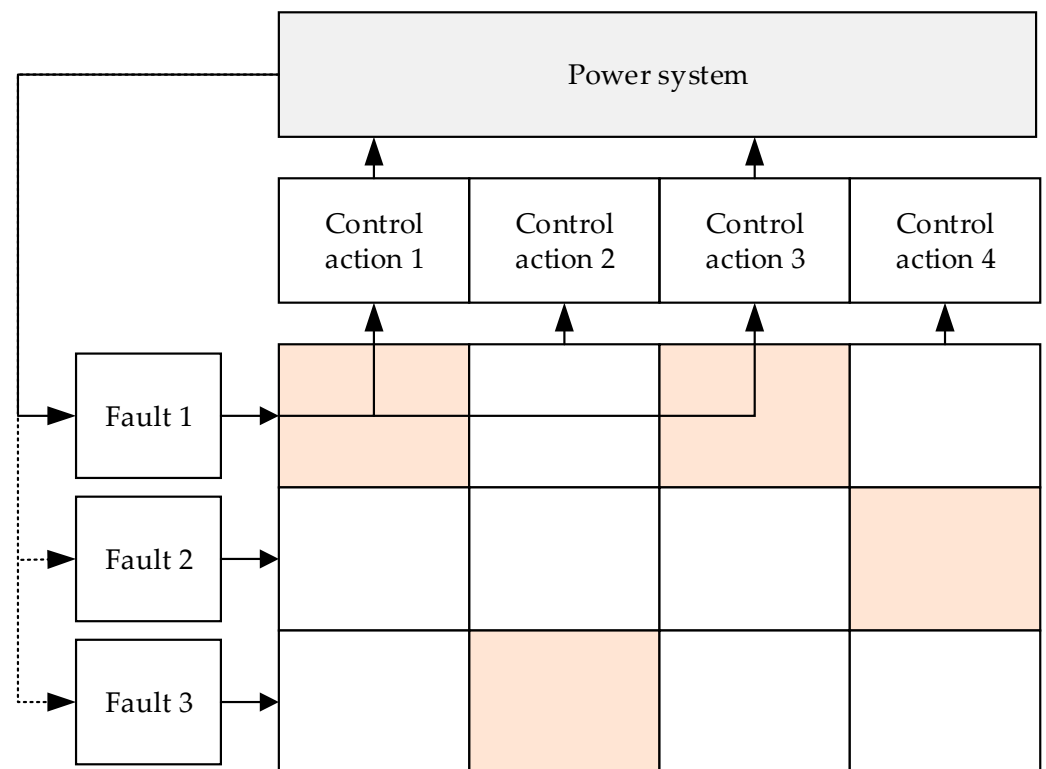 Power system
Control
action 1
Control
action 2
Control
action 3
Control
action 4
Fault 1
Fault 2
Fault 3